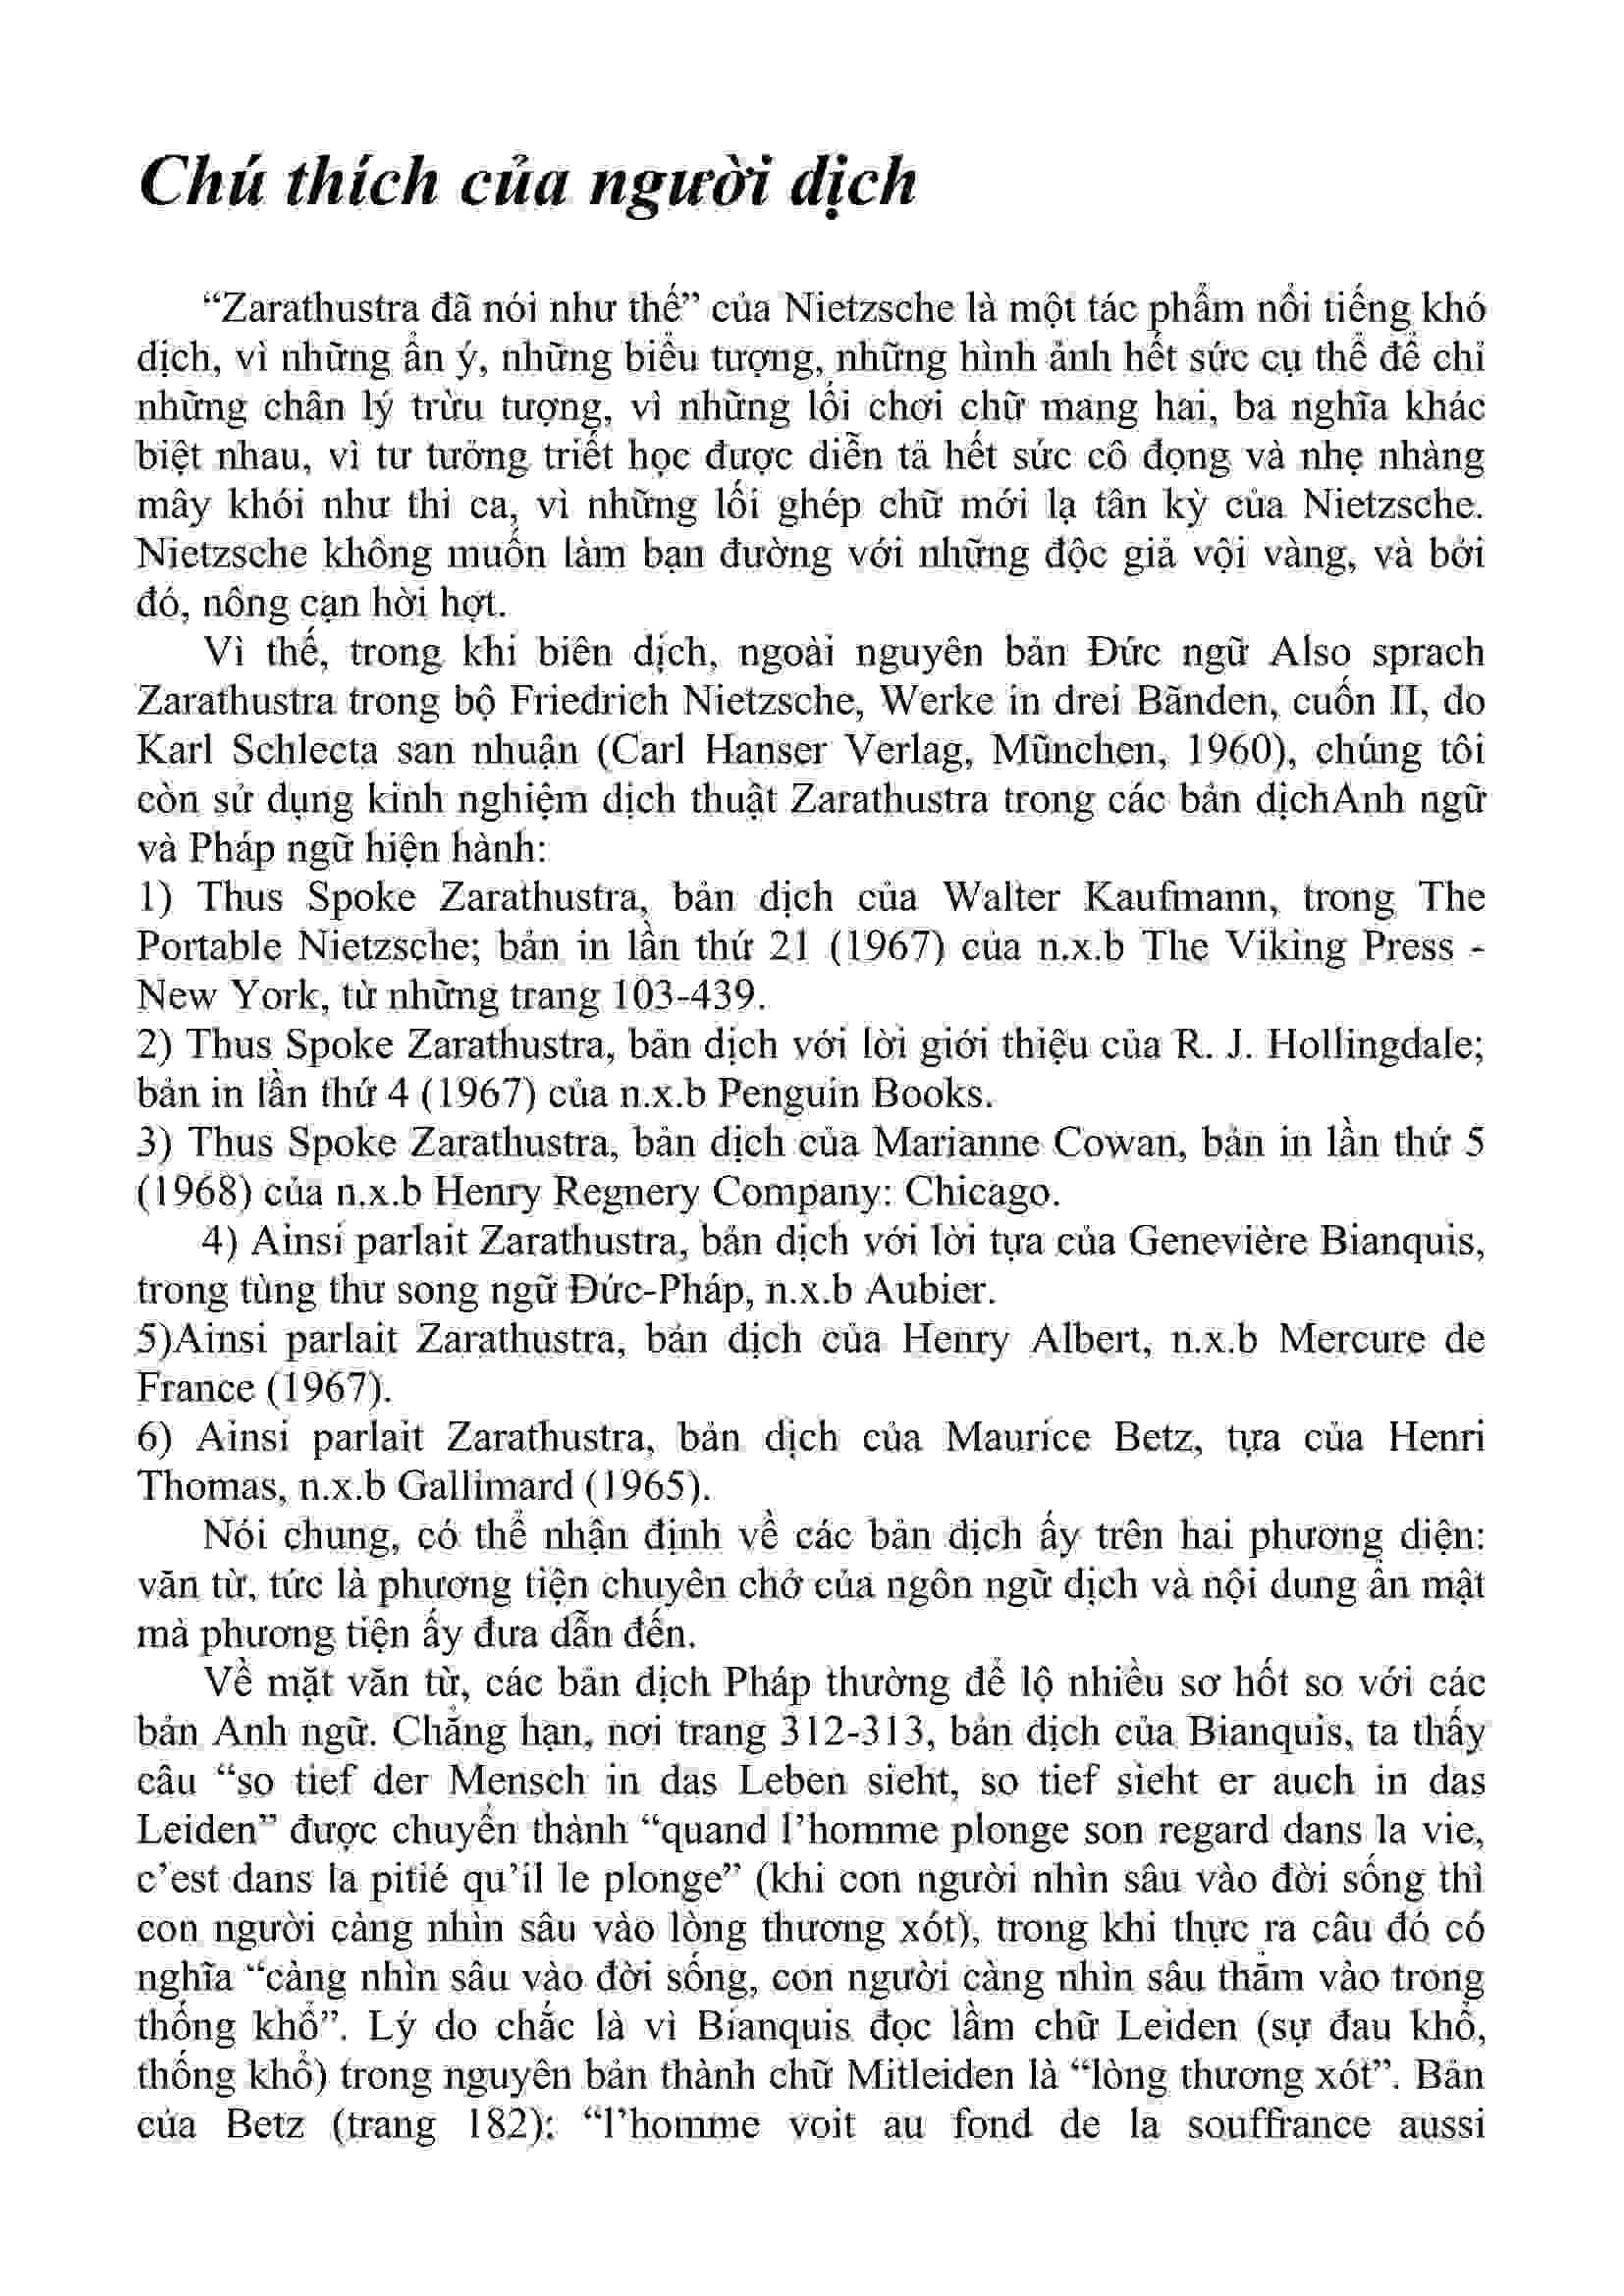 Chú thích của người dịch
“Zarathustra đã nói như thế” của Nietzsche là một tác phẩm nổi tiếng khó
dịch, vì những ẩn ý, những biểu tượng, những hình ảnh hết sức cụ thể để chỉ
những chân lý trừu tượng, vì những lối chơi chữ mang hai, ba nghĩa khác
biệt nhau, vì tư tưởng triết học được diễn tả hết sức cô đọng và nhẹ nhàng
mây khói như thi ca, vì những lối ghép chữ mới lạ tân kỳ của Nietzsche.
Nietzsche không muốn làm bạn đường với những độc giả vội vàng, và bởi
đó, nông cạn hời hợt.
Vì thế, trong khi biên dịch, ngoài nguyên bản Đức ngữ Also sprach
Zarathustra trong bộ Friedrich Nietzsche, Werke in drei Bãnden, cuốn II, do
Karl Schlecta san nhuận (Carl Hanser Verlag, Mũnchen, 1960), chúng tôi
còn sử dụng kinh nghiệm dịch thuật Zarathustra trong các bản dịchAnh ngữ
và Pháp ngữ hiện hành:
1) Thus Spoke Zarathustra, bản dịch của Walter Kaufmann, trong The
Portable Nietzsche; bản in lần thứ 21 (1967) của n.x.b The Viking Press -
New York, từ những trang 103-439.
2) Thus Spoke Zarathustra, bản dịch với lời giới thiệu của R. J. Hollingdale;
bản in lần thứ 4 (1967) của n.x.b Penguin Books.
3) Thus Spoke Zarathustra, bản dịch của Marianne Cowan, bản in lần thứ 5
(1968) của n.x.b Henry Regnery Company: Chicago.
4) Ainsi parlait Zarathustra, bản dịch với lời tựa của Genevière Bianquis,
trong tùng thư song ngữ Đức-Pháp, n.x.b Aubier.
5)Ainsi parlait Zarathustra, bản dịch của Henry Albert, n.x.b Mercure de
France (1967).
6) Ainsi parlait Zarathustra, bản dịch của Maurice Betz, tựa của Henri
Thomas, n.x.b Gallimard (1965).
Nói chung, có thể nhận định về các bản dịch ấy trên hai phương diện:
văn từ, tức là phương tiện chuyên chở của ngôn ngữ dịch và nội dung ẩn mật
mà phương tiện ấy đưa dẫn đến.
Về mặt văn từ, các bản dịch Pháp thường để lộ nhiều sơ hốt so với các
bản Anh ngữ. Chẳng hạn, nơi trang 312-313, bản dịch của Bianquis, ta thấy
câu “so tief der Mensch in das Leben sieht, so tief sieht er auch in das
Leiden” được chuyển thành “quand l’homme plonge son regard dans la vie,
c’est dans la pitié qu’il le plonge” (khi con người nhìn sâu vào đời sống thì
con người càng nhìn sâu vào lòng thương xót), trong khi thực ra câu đó có
nghĩa “càng nhìn sâu vào đời sống, con người càng nhìn sâu thẳm vào trong
thống khổ”. Lý do chắc là vì Bianquis đọc lầm chữ Leiden (sự đau khổ,
thống khổ) trong nguyên bản thành chữ Mitleiden là “lòng thương xót”. Bản
của Betz (trang 182): “l’homme voit au fond de la souffrance aussi